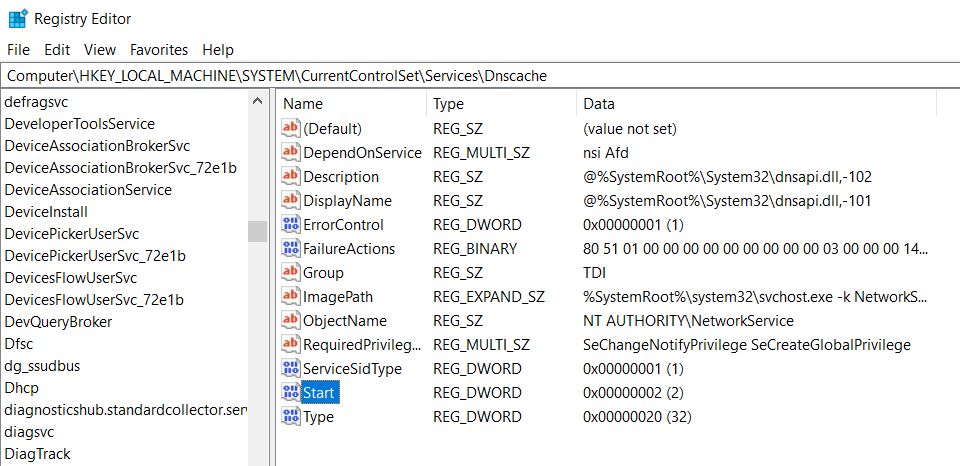 Registry Editor
File Edit View Favorites Help
Computer\HKEY_LOCAL_MACHINE\SYSTEM\CurrentControlSet\Services\Dnscache
defragsvc
DeveloperToolsService
DeviceAssociationBrokerSvc
DeviceAssociationBrokerSvc_72e1b
DeviceAssociationService
DeviceInstall
DevicePickerUserSvc
DevicePickerUserSvc_72e1b
DevicesFlowUserSvc
DevicesFlowUserSvc_72e1b
DevQueryBroker
Dfsc
dg_ssudbus
Dhcp
diagnosticshub.standardcollector.ser
diagsvc
DiagTrack
Name Type Data
(Default) REG_SZ (value not set)
DependOnService REG_MULTI_SZ nsi Afd
Description REG_SZ @%SystemRoot%\System32\dnsapi.dll,-102
DisplayName REG_SZ @%SystemRoot%\System32\dnsapi.dll,-101
ErrorControl REG_DWORD 0x00000001 (1)
FailureActions REG_BINARY 80 51 01 00 00 00 00 00 00 00 00 00 03 00 00 00 14...
Group REG_SZ TDI
ImagePath REG_EXPAND_SZ %SystemRoot%\system32\svchost.exe -k NetworkS...
ObjectName REG_SZ NT AUTHORITY\NetworkService
RequiredPrivileg... REG_MULTI_SZ SeChangeNotifyPrivilege SeCreateGlobalPrivilege
ServiceSidType REG_DWORD 0x00000001 (1)
Start REG_DWORD 0x00000002 (2)
Type REG_DWORD 0x00000020 (32)